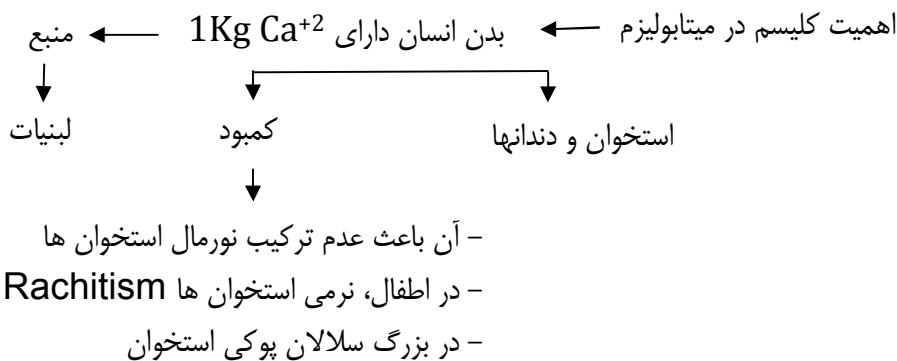 اهمیت کلیسم در میتابولیزم ← بدن انسان دارای 1Kg Ca+2 ← منبع
استخوان و دندانها کمبود لبنیات
– آن باعث عدم ترکیب نورمال استخوان ها
– در اطفال، نرمی استخوان ها Rachitism
– در بزرگ سلالان پوکی استخوان